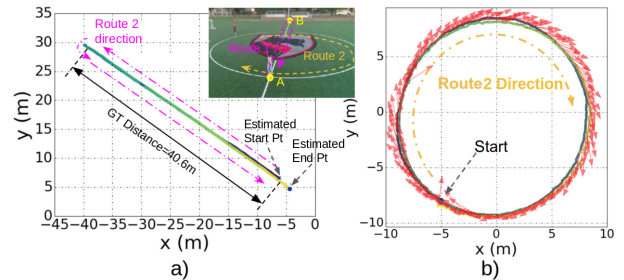 35
30
25
20
15
10
5
0
y (m)
Route 2
direction
GT Distance=40.6m
Estimated
Start Pt
Estimated
End Pt
−45−40−35−30−25−20−15−10 −5 0
x (m)
a)
B
Route 2
A
5
0
−5
−10
y (m)
Route2 Direction
Start
−10 −5 0 5 10
x (m)
b)